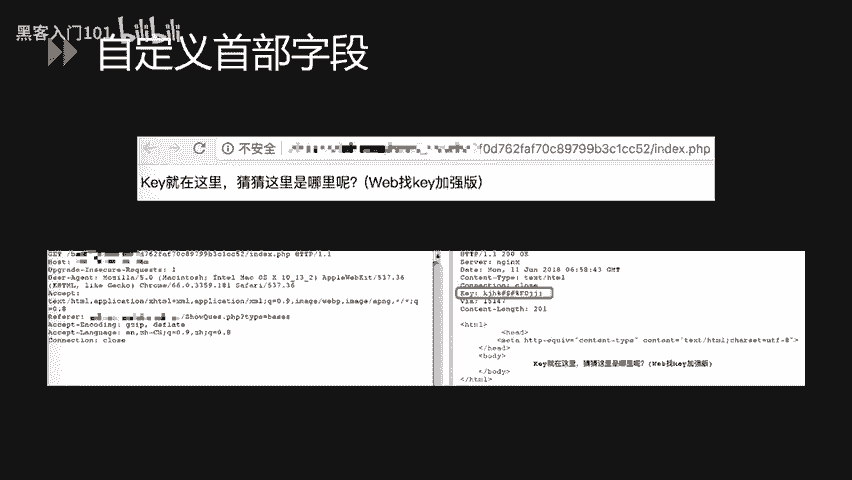 黑客入门101 bilibili
自定义首部字段
不安全 f0d762faf70c89799b3c1cc52/index.php
Key就在这里，猜猜这里是哪里呢?（Web找key加强版）
GET d762faf70c89799b3c1cc52/index.php HTTP/1.1
Host:
Upgrade-Insecure-Requests: 1
User-Agent: Mozilla/5.0 (Macintosh; Intel Mac OS X 10_13_2) AppleWebKit/537.36
(KHTML, like Gecko) Chrome/66.0.3359.181 Safari/537.36
Accept:
text/html,application/xhtml+xml,application/xml;q=0.9,image/webp,image/apng,*/*;q
=0.8
Referer: /ShowQues.php?type=bases
Accept-Encoding: gzip, deflate
Accept-Language: en,zh-CN;q=0.9,zh;q=0.8
Connection: close
HTTP/1.1 200 OK
Server: nginx
Date: Mon, 11 Jun 2018 06:58:43 GMT
Content-Type: text/html
Connection: close
Key:
Via: 1514?
Content-Length: 201
<html>
<head>
<meta http-equiv="content-type" content="text/html;charset=utf-8">
</head>
<body>
Key就在这里，猜猜这里是哪里呢?（Web找key加强版）
</body>
</html>